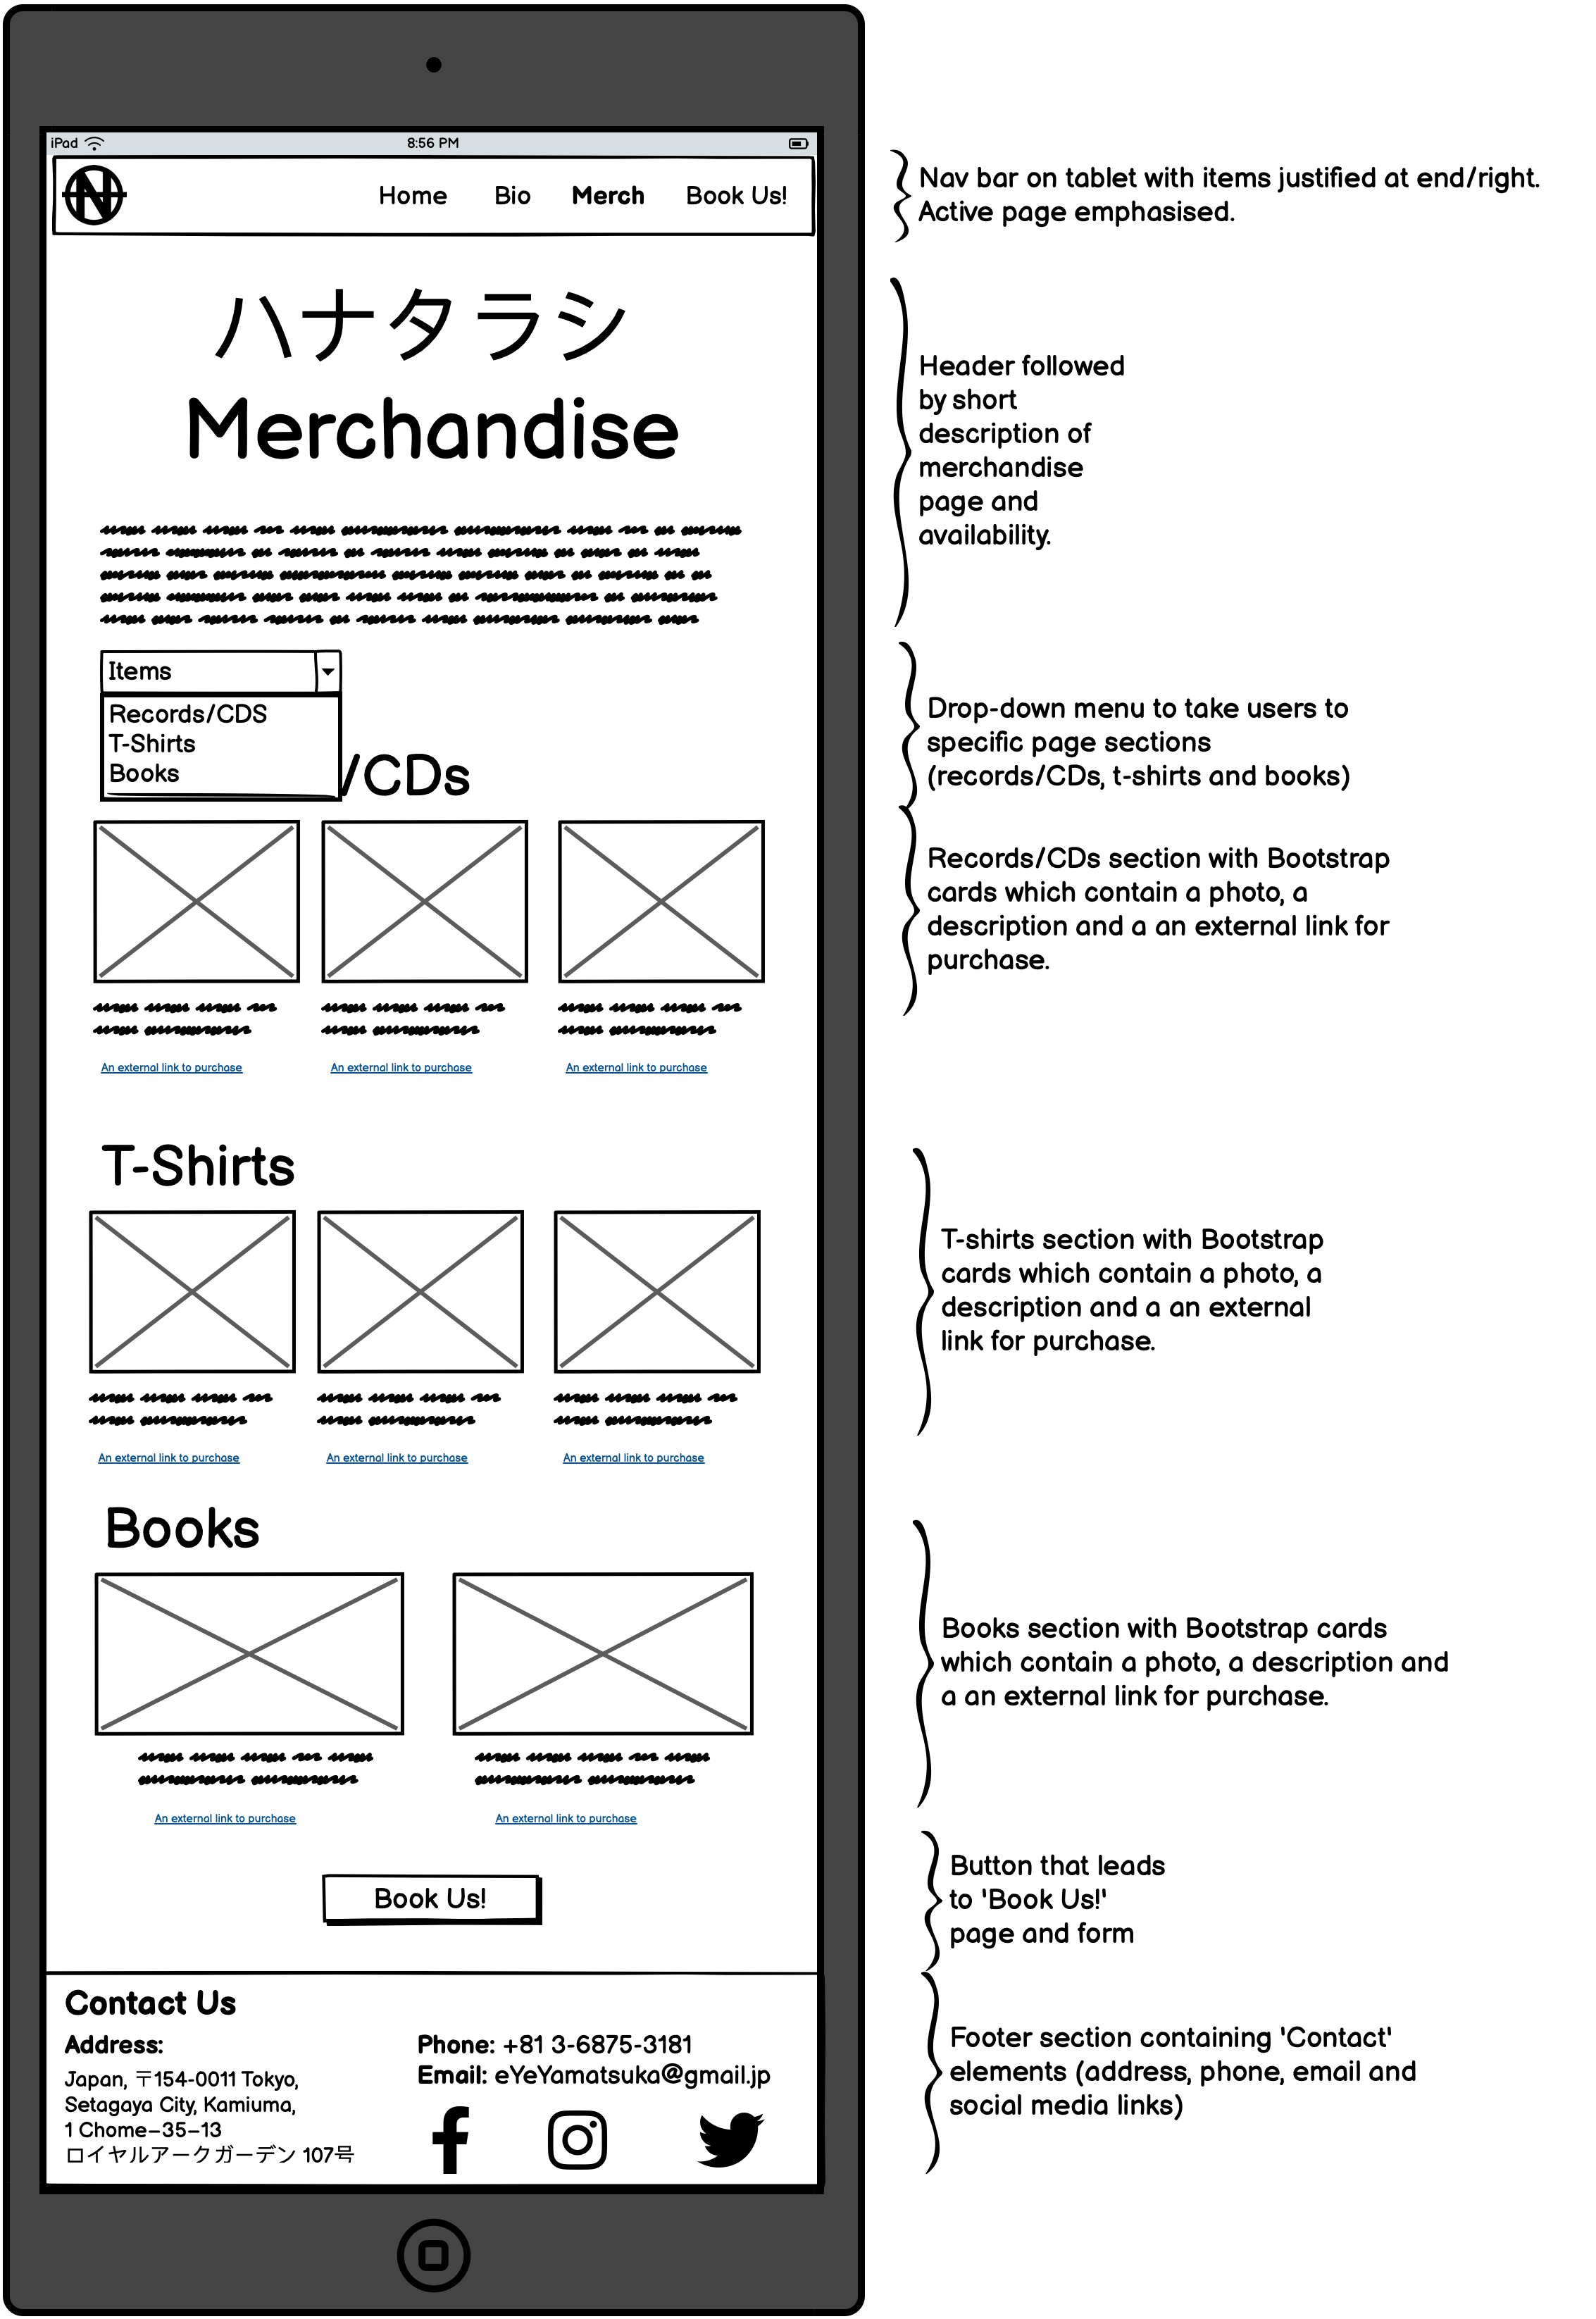 iPad
8:56 PM
Home Bio Merch Book Us!
ハナタラシ
Merchandise
Items
Records/CDS
T-Shirts
Books
/CDs
An external link to purchase
An external link to purchase
An external link to purchase
T-Shirts
An external link to purchase
An external link to purchase
An external link to purchase
Books
An external link to purchase
An external link to purchase
Book Us!
Contact Us
Address:
Japan, 〒154-0011 Tokyo,
Setagaya City, Kamiuma,
1 Chome−35−13
ロイヤルアークガーデン 107号
Phone: +81 3-6875-3181
Email: eYeYamatsuka@gmail.jp
Nav bar on tablet with items justified at end/right.
Active page emphasised.
Header followed
by short
description of
merchandise
page and
availability.
Drop-down menu to take users to
specific page sections
(records/CDs, t-shirts and books)
Records/CDs section with Bootstrap
cards which contain a photo, a
description and a an external link for
purchase.
T-shirts section with Bootstrap
cards which contain a photo, a
description and a an external
link for purchase.
Books section with Bootstrap cards
which contain a photo, a description and
a an external link for purchase.
Button that leads
to 'Book Us!'
page and form
Footer section containing 'Contact'
elements (address, phone, email and
social media links)